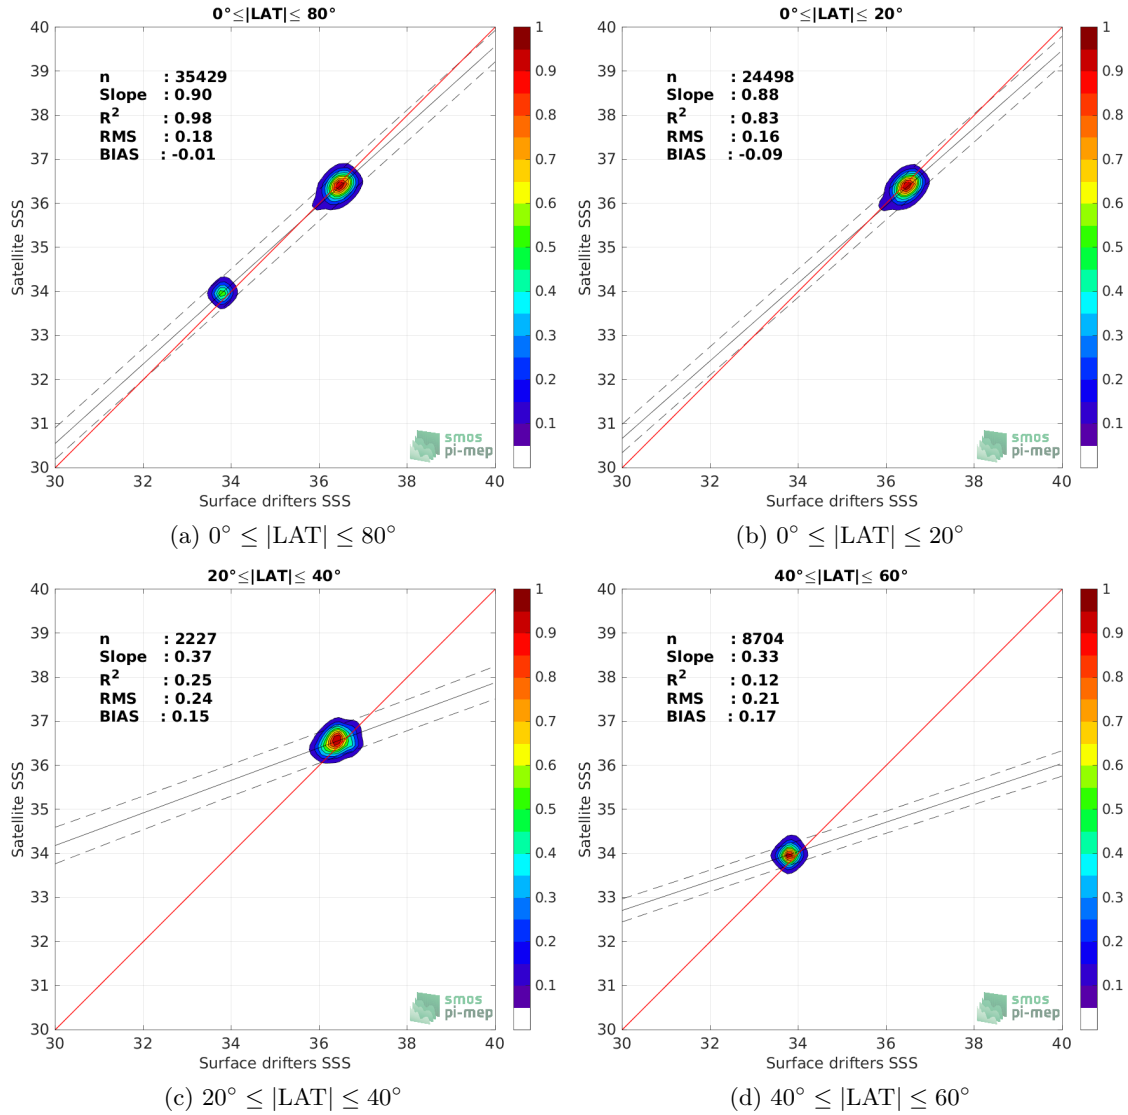 0°≤|LAT|≤ 80°
n : 35429
Slope : 0.90
R² : 0.98
RMS : 0.18
BIAS : -0.01
40
39
38
37
36
35
34
33
32
31
30
30
32
34
36
38
40
Satellite SSS
Surface drifters SSS
1
0.9
0.8
0.7
0.6
0.5
0.4
0.3
0.2
0.1
smos
pi-mep
(a) 0° ≤ |LAT| ≤ 80°
0°≤|LAT|≤ 20°
n : 24498
Slope : 0.88
R² : 0.83
RMS : 0.16
BIAS : -0.09
40
39
38
37
36
35
34
33
32
31
30
30
32
34
36
38
40
Satellite SSS
Surface drifters SSS
1
0.9
0.8
0.7
0.6
0.5
0.4
0.3
0.2
0.1
smos
pi-mep
(b) 0° ≤ |LAT| ≤ 20°
20°≤|LAT|≤ 40°
n : 2227
Slope : 0.37
R² : 0.25
RMS : 0.24
BIAS : 0.15
40
39
38
37
36
35
34
33
32
31
30
30
32
34
36
38
40
Satellite SSS
Surface drifters SSS
1
0.9
0.8
0.7
0.6
0.5
0.4
0.3
0.2
0.1
smos
pi-mep
(c) 20° ≤ |LAT| ≤ 40°
40°≤|LAT|≤ 60°
n : 8704
Slope : 0.33
R² : 0.12
RMS : 0.21
BIAS : 0.17
40
39
38
37
36
35
34
33
32
31
30
30
32
34
36
38
40
Satellite SSS
Surface drifters SSS
1
0.9
0.8
0.7
0.6
0.5
0.4
0.3
0.2
0.1
smos
pi-mep
(d) 40° ≤ |LAT| ≤ 60°